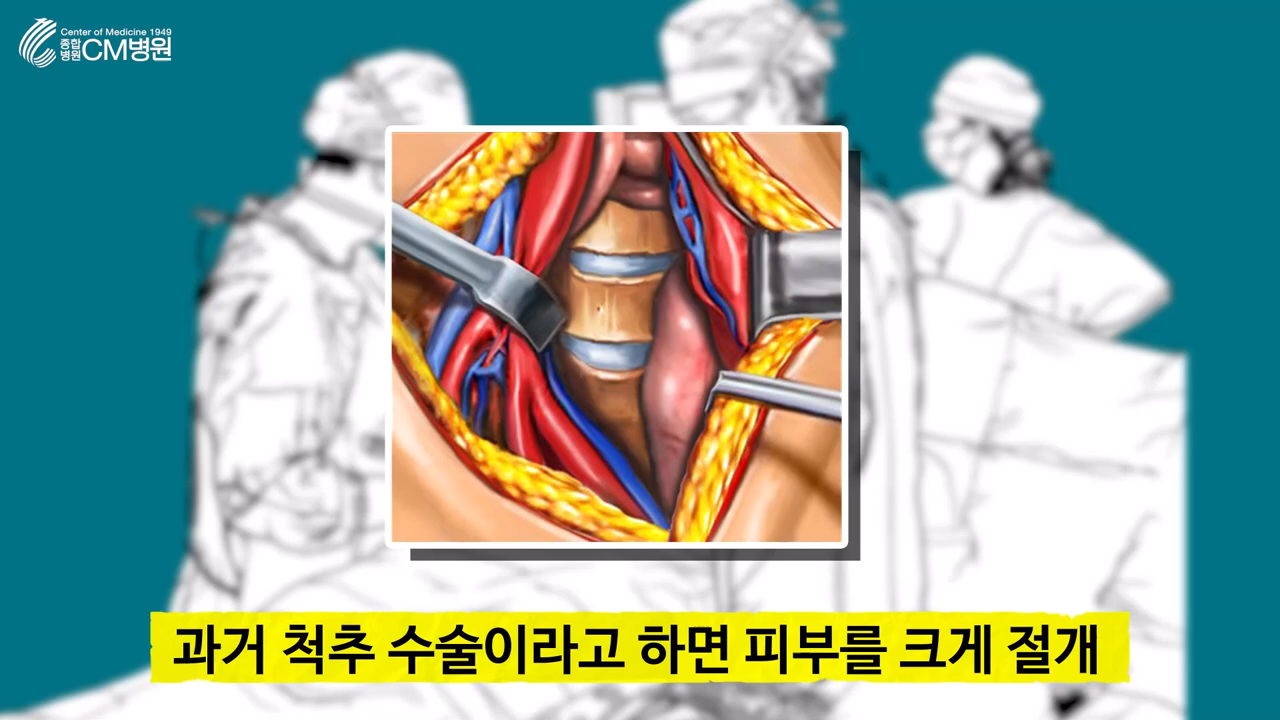 Center of Medicine 1949
종합
병원 CM병원
과거 척추 수술이라고 하면 피부를 크게 절개